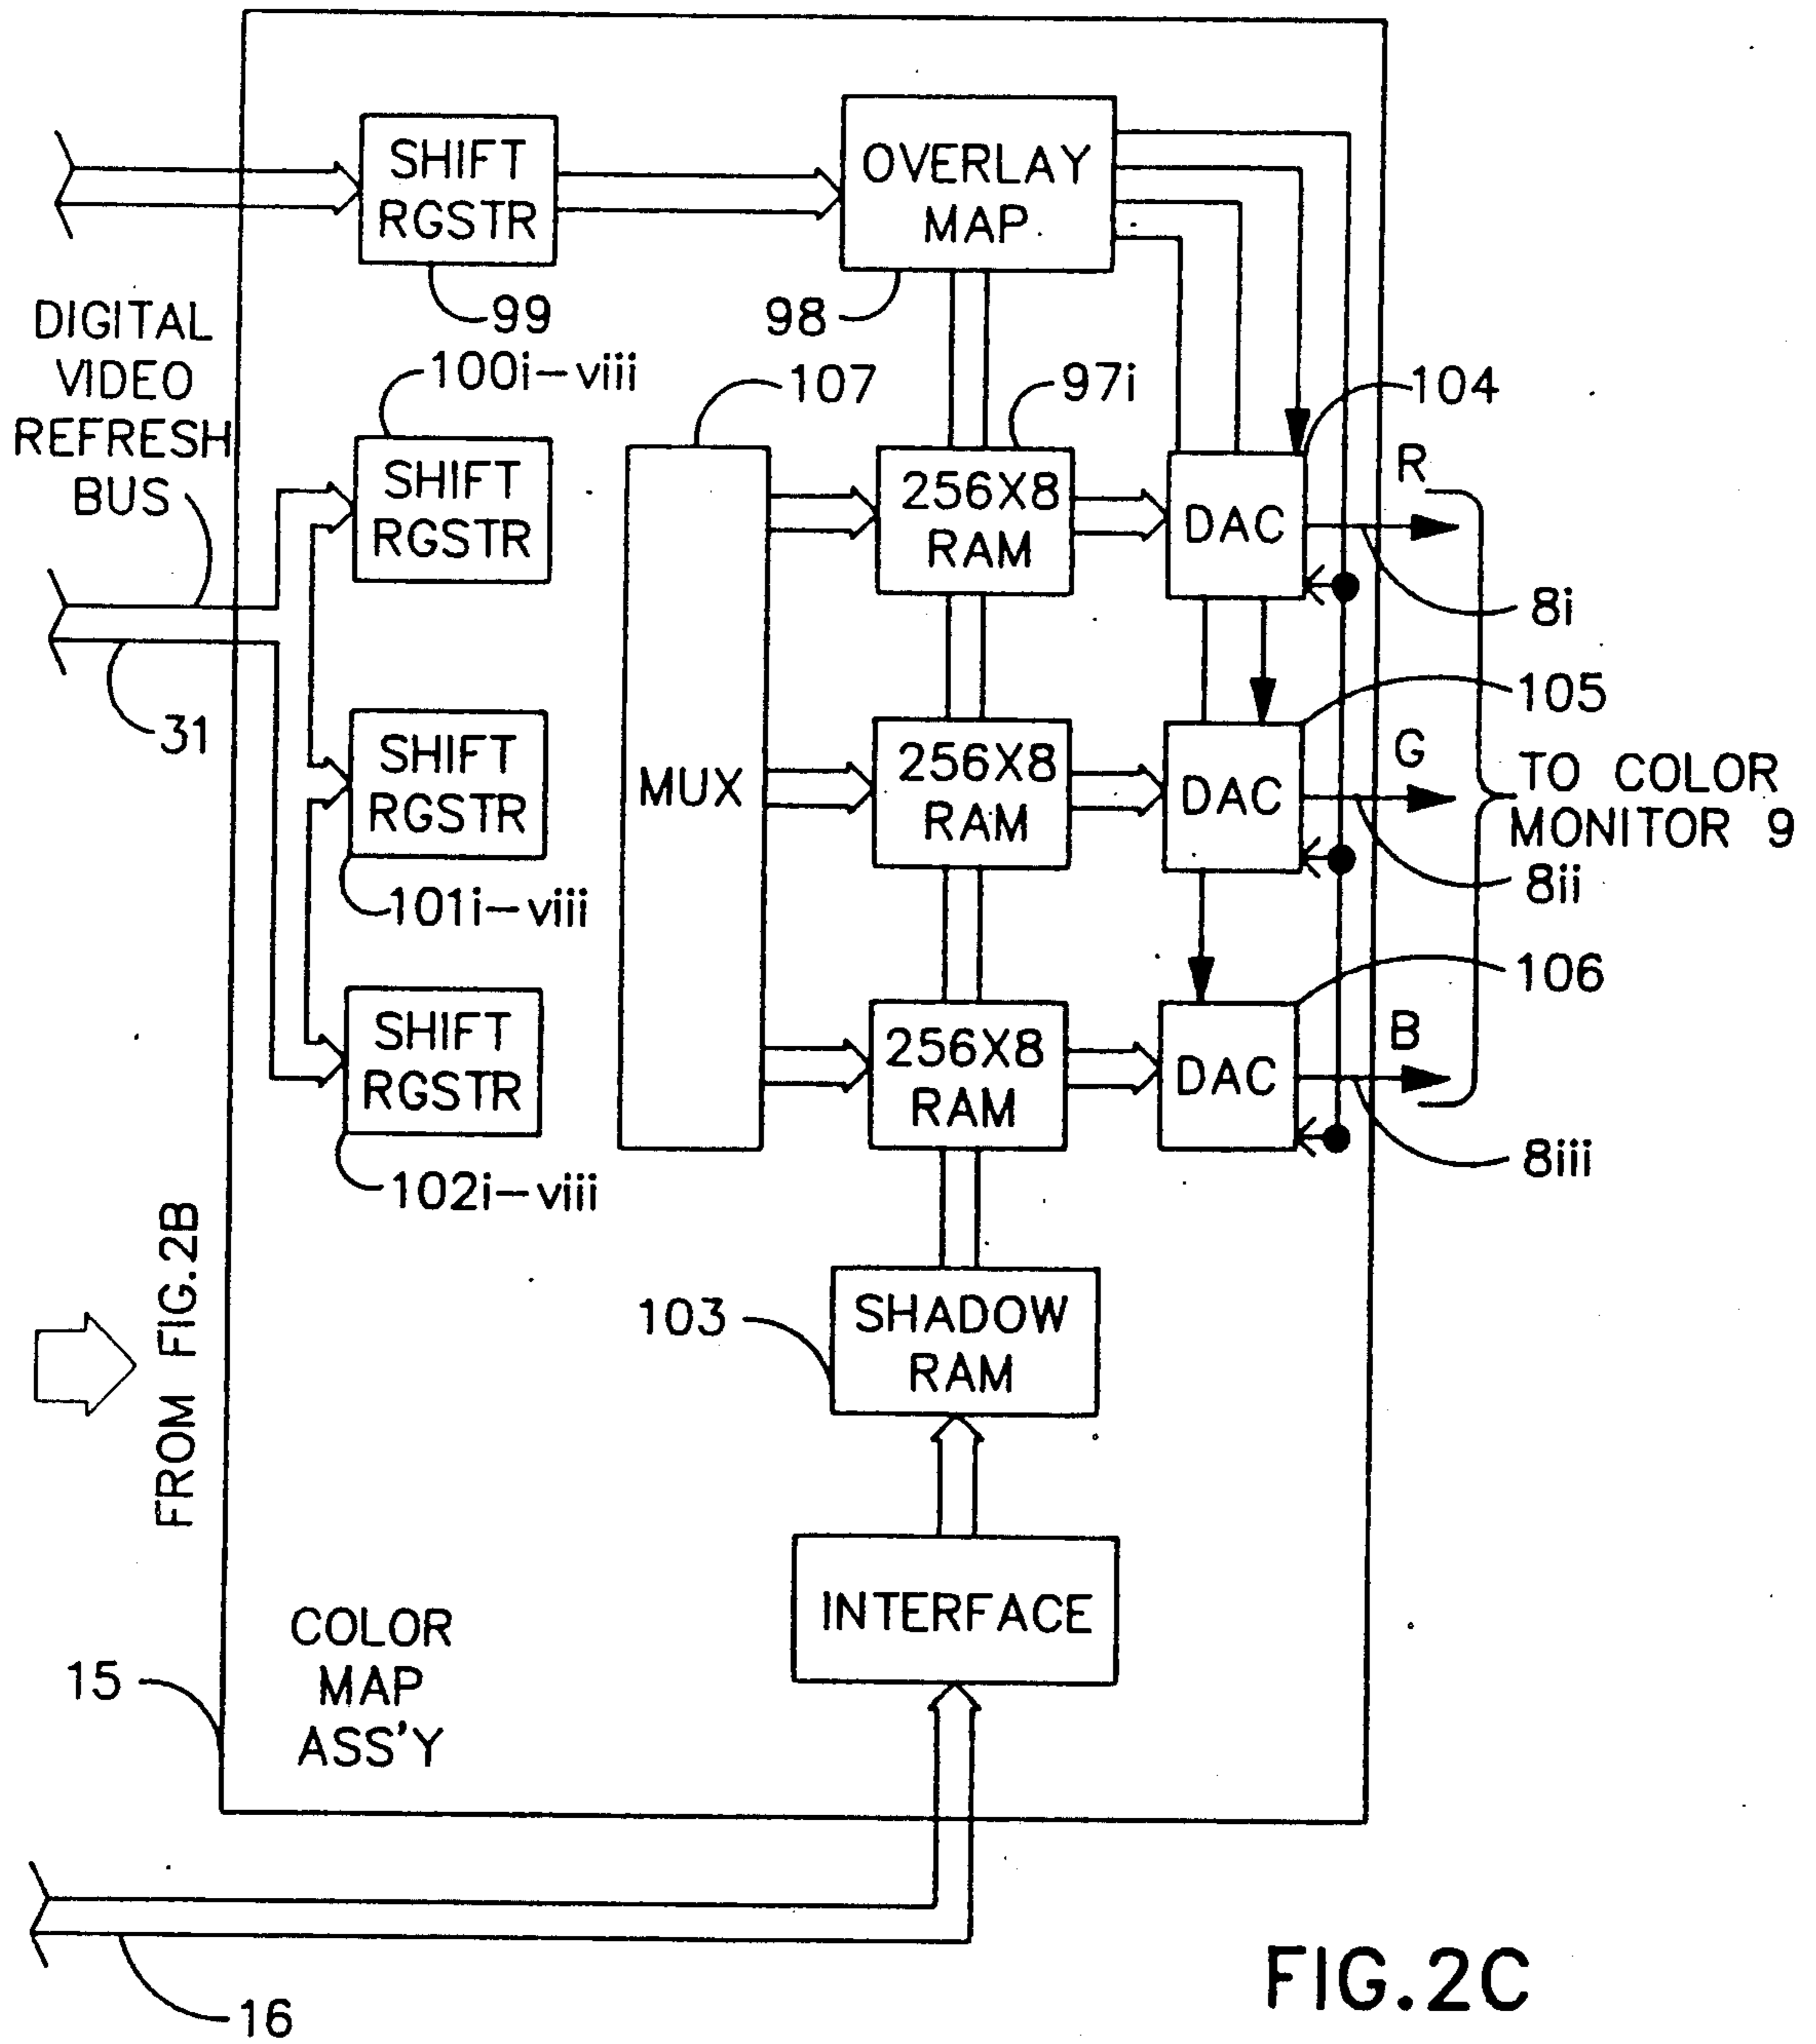 SHIFT
RGSTR
OVERLAY
MAP
99
98
DIGITAL
VIDEO
REFRESH
BUS
100i-viii
107
97i
104
SHIFT
RGSTR
256X8
RAM
DAC
R
8i
31
105
SHIFT
RGSTR
MUX
256X8
RAM
DAC
G
TO COLOR
MONITOR 9
8ii
101i-viii
106
SHIFT
RGSTR
256X8
RAM
DAC
B
8iii
102i-viii
FROM FIG.2B
103
SHADOW
RAM
INTERFACE
COLOR
MAP
ASS'Y
15
16
FIG.2C